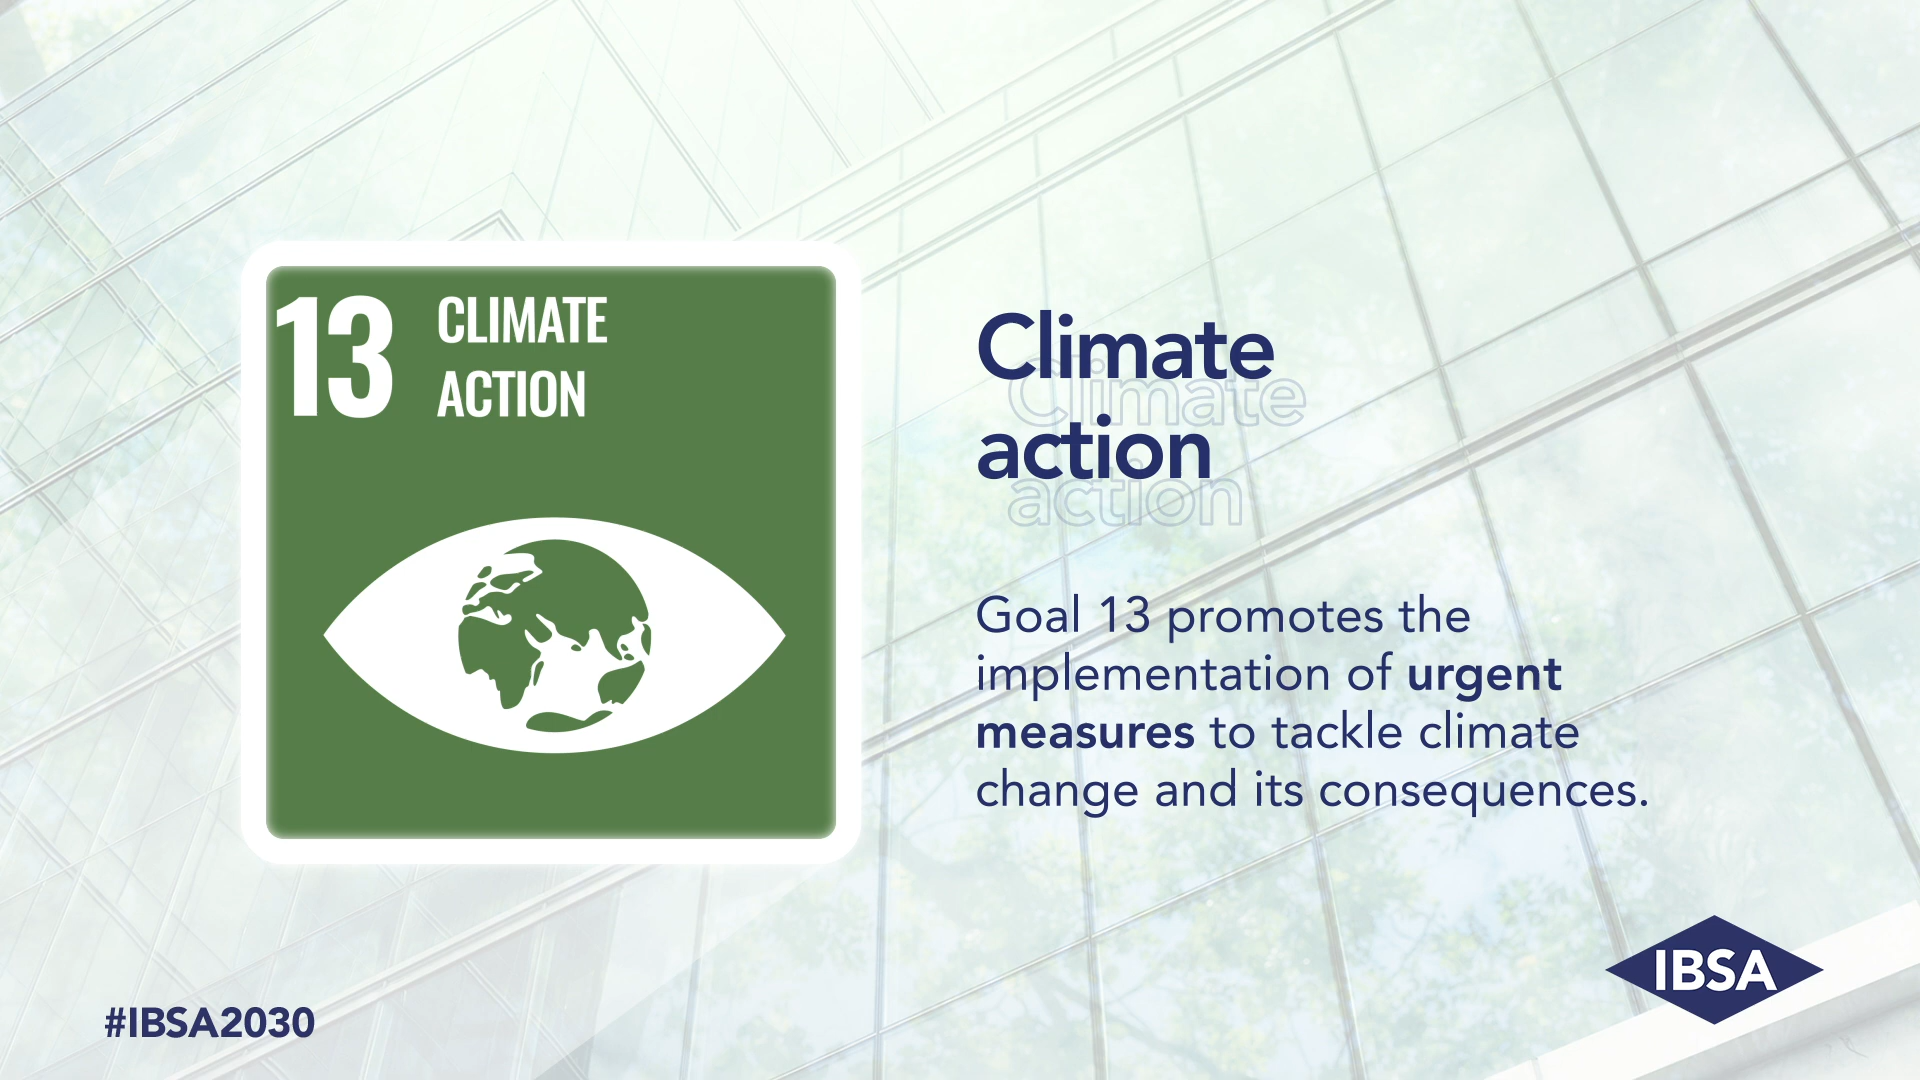 13
CLIMATE
ACTION
Climate
action
Climate
action
Goal 13 promotes the
implementation of urgent
measures to tackle climate
change and its consequences.
#IBSA2030
IBSA